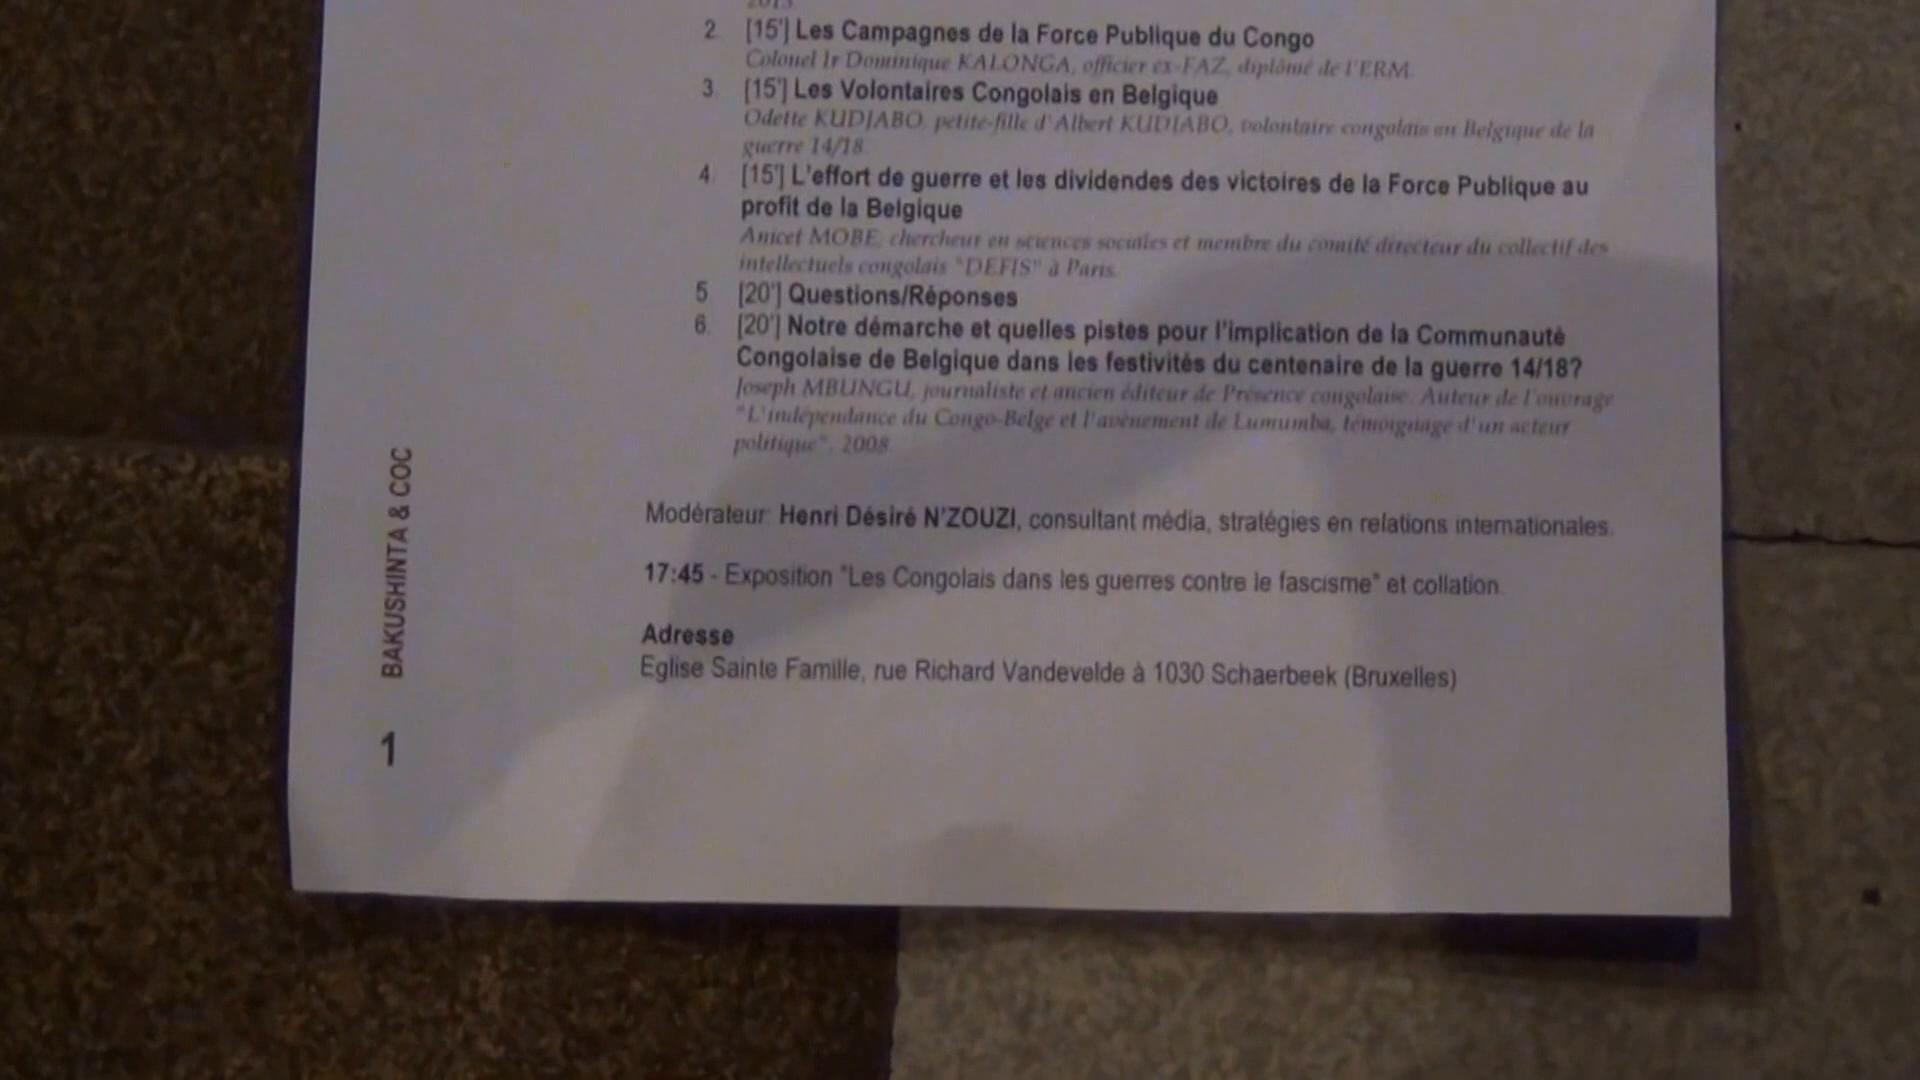 2013.
2. [15'] Les Campagnes de la Force Publique du Congo
Colonel Ir Dominique KALONGA, officier ex-FAZ, diplômé de l'ERM.
3. [15'] Les Volontaires Congolais en Belgique
Odette KUDJABO, petite-fille d'Albert KUDJABO, volontaire congolais en Belgique de la
guerre 14/18.
4. [15'] L'effort de guerre et les dividendes des victoires de la Force Publique au
profit de la Belgique
Anicet MOBE, chercheur en sciences sociales et membre du comité directeur du collectif des
intellectuels congolais "DEFIS" à Paris.
5. [20'] Questions/Réponses
6. [20'] Notre démarche et quelles pistes pour l'implication de la Communauté
Congolaise de Belgique dans les festivités du centenaire de la guerre 14/18?
Joseph MBUNGU, journaliste et ancien éditeur de Présence congolaise. Auteur de l'ouvrage
"L'indépendance du Congo-Belge et l'avènement de Lumumba, témoignage d'un acteur
politique", 2008.
Modérateur: Henri Désiré N'ZOUZI, consultant média, stratégies en relations internationales.
17:45 - Exposition "Les Congolais dans les guerres contre le fascisme" et collation.
Adresse
Eglise Sainte Famille, rue Richard Vandevelde à 1030 Schaerbeek (Bruxelles)
BAKUSHINTA & COC
1